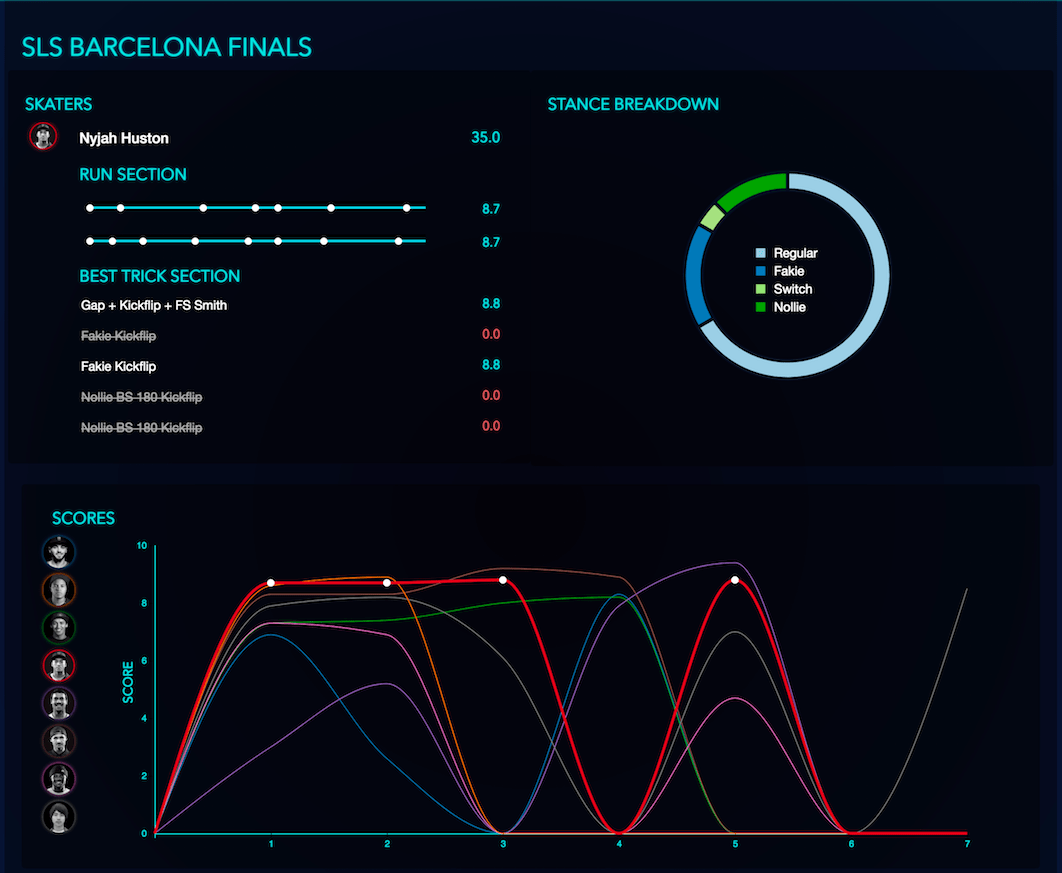 SLS BARCELONA FINALS
SKATERS
Nyjah Huston 35.0
RUN SECTION
8.7
8.7
BEST TRICK SECTION
Gap + Kickflip + FS Smith 8.8
Fakie Kickflip 0.0
Fakie Kickflip 8.8
Nollie BS 180 Kickflip 0.0
Nollie BS 180 Kickflip 0.0
STANCE BREAKDOWN
Regular
Fakie
Switch
Nollie
SCORES
SCORE
10
8
6
4
2
0
1 2 3 4 5 6 7